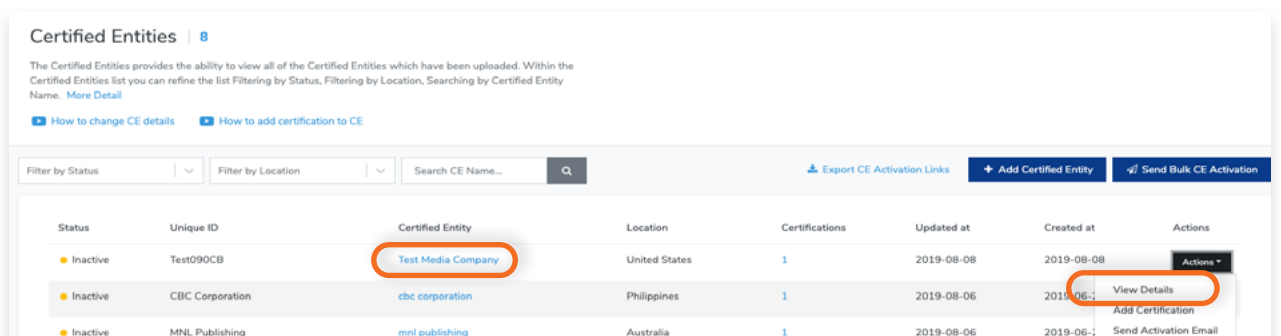 Certified Entities | 8
The Certified Entities provides the ability to view all of the Certified Entities which have been uploaded. Within the
Certified Entities list you can refine the list Filtering by Status, Filtering by Location, Searching by Certified Entity
Name. More Detail
How to change CE details How to add certification to CE
Filter by Status Filter by Location Search CE Name... Export CE Activation Links + Add Certified Entity Send Bulk CE Activation
Status Unique ID Certified Entity Location Certifications Updated at Created at Actions
Inactive Test090CB Test Media Company United States 1 2019-08-08 2019-08-08 Actions
View Details
Inactive CBC Corporation cbc corporation Philippines 1 2019-08-06 2019-06-2
Add Certification
Inactive MNL Publishing mnl publishing Australia 1 2019-08-06 2019-06- Send Activation Email